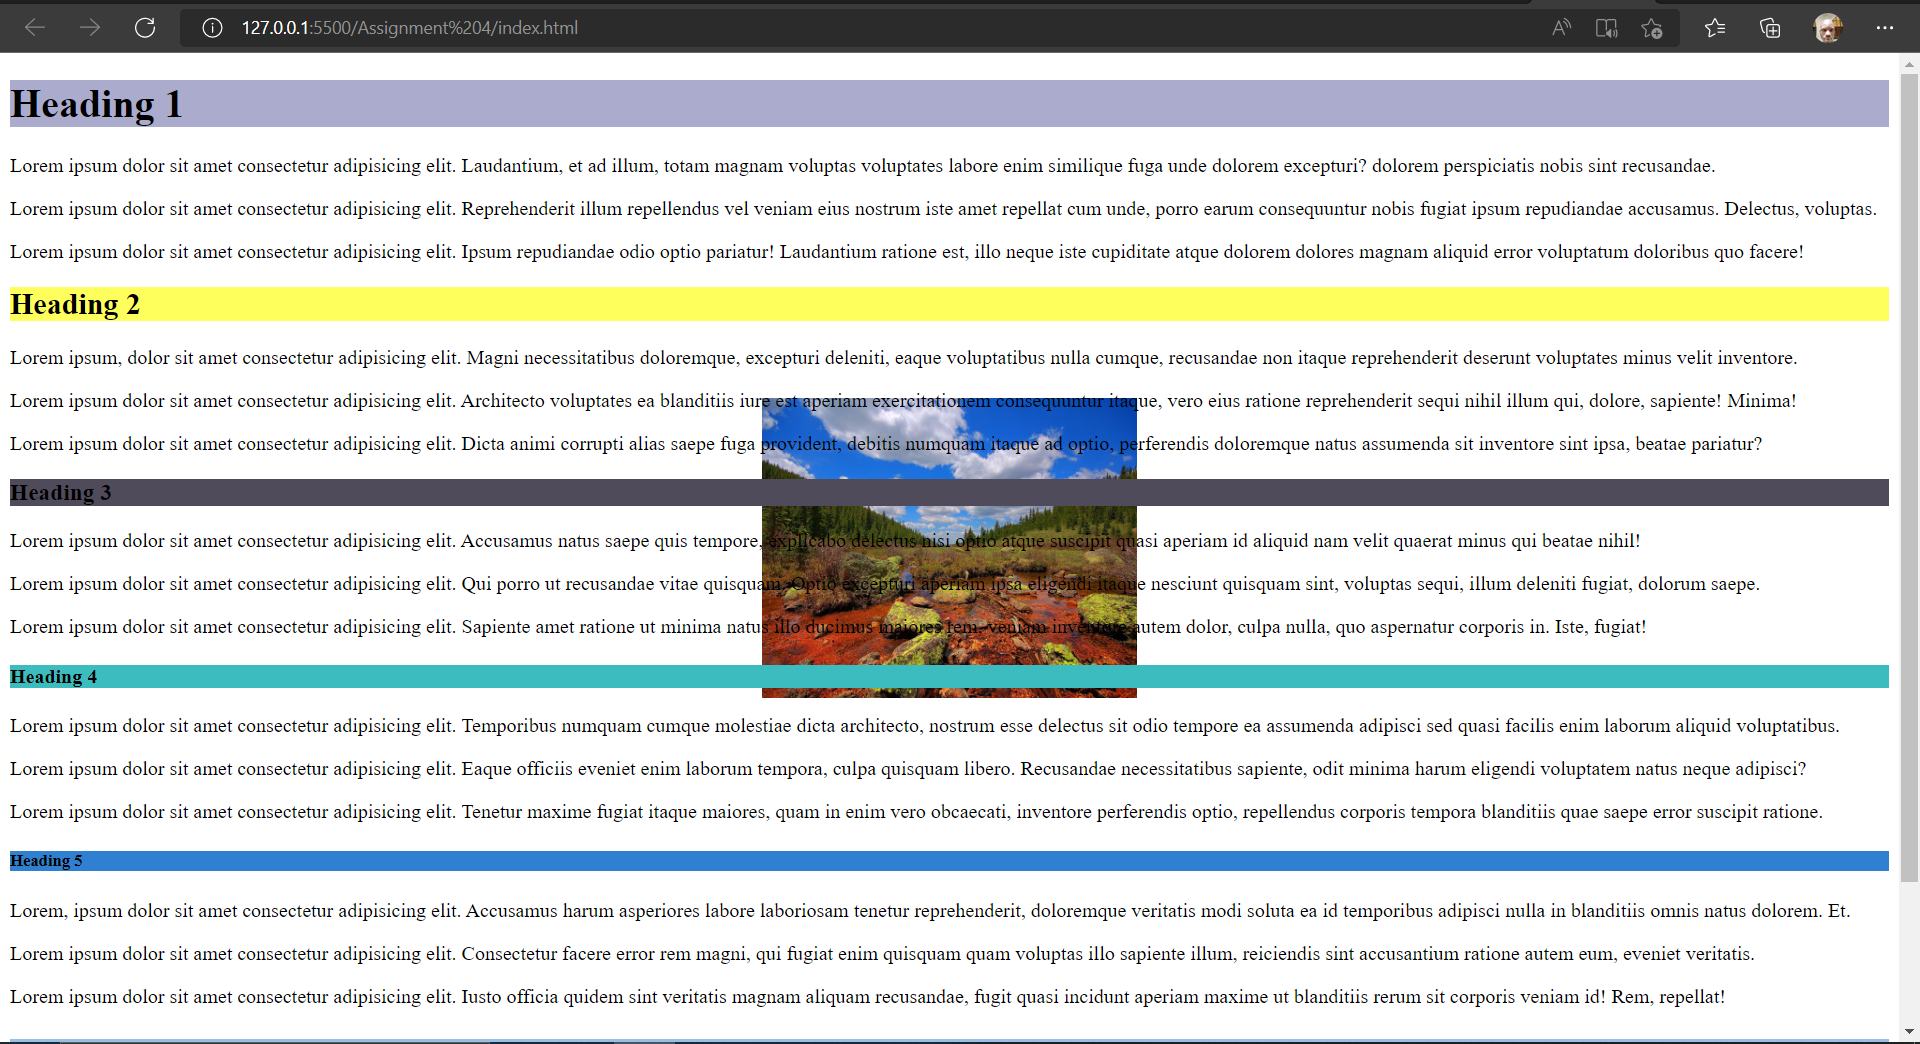 127.0.0.1:5500/Assignment%204/index.html
Heading 1
Lorem ipsum dolor sit amet consectetur adipisicing elit. Laudantium, et ad illum, totam magnam voluptas voluptates labore enim similique fuga unde dolorem excepturi? dolorem perspiciatis nobis sint recusandae.
Lorem ipsum dolor sit amet consectetur adipisicing elit. Reprehenderit illum repellendus vel veniam eius nostrum iste amet repellat cum unde, porro earum consequuntur nobis fugiat ipsum repudiandae accusamus. Delectus, voluptas.
Lorem ipsum dolor sit amet consectetur adipisicing elit. Ipsum repudiandae odio optio pariatur! Laudantium ratione est, illo neque iste cupiditate atque dolorem dolores magnam aliquid error voluptatum doloribus quo facere!
Heading 2
Lorem ipsum, dolor sit amet consectetur adipisicing elit. Magni necessitatibus doloremque, excepturi deleniti, eaque voluptatibus nulla cumque, recusandae non itaque reprehenderit deserunt voluptates minus velit inventore.
Lorem ipsum dolor sit amet consectetur adipisicing elit. Architecto voluptates ea blanditiis iure est aperiam exercitationem consequuntur itaque, vero eius ratione reprehenderit sequi nihil illum qui, dolore, sapiente! Minima!
Lorem ipsum dolor sit amet consectetur adipisicing elit. Dicta animi corrupti alias saepe fuga provident, debitis numquam itaque ad optio, perferendis doloremque natus assumenda sit inventore sint ipsa, beatae pariatur?
Heading 3
Lorem ipsum dolor sit amet consectetur adipisicing elit. Accusamus natus saepe quis tempore, explicabo delectus nisi optio atque suscipit quasi aperiam id aliquid nam velit quaerat minus qui beatae nihil!
Lorem ipsum dolor sit amet consectetur adipisicing elit. Qui porro ut recusandae vitae quisquam. Optio excepturi aperiam ipsa eligendi itaque nesciunt quisquam sint, voluptas sequi, illum deleniti fugiat, dolorum saepe.
Lorem ipsum dolor sit amet consectetur adipisicing elit. Sapiente amet ratione ut minima natus illo ducimus maiores rem, veniam inventore autem dolor, culpa nulla, quo aspernatur corporis in. Iste, fugiat!
Heading 4
Lorem ipsum dolor sit amet consectetur adipisicing elit. Temporibus numquam cumque molestiae dicta architecto, nostrum esse delectus sit odio tempore ea assumenda adipisci sed quasi facilis enim laborum aliquid voluptatibus.
Lorem ipsum dolor sit amet consectetur adipisicing elit. Eaque officiis eveniet enim laborum tempora, culpa quisquam libero. Recusandae necessitatibus sapiente, odit minima harum eligendi voluptatem natus neque adipisci?
Lorem ipsum dolor sit amet consectetur adipisicing elit. Tenetur maxime fugiat itaque maiores, quam in enim vero obcaecati, inventore perferendis optio, repellendus corporis tempora blanditiis quae saepe error suscipit ratione.
Heading 5
Lorem, ipsum dolor sit amet consectetur adipisicing elit. Accusamus harum asperiores labore laboriosam tenetur reprehenderit, doloremque veritatis modi soluta ea id temporibus adipisci nulla in blanditiis omnis natus dolorem. Et.
Lorem ipsum dolor sit amet consectetur adipisicing elit. Consectetur facere error rem magni, qui fugiat enim quisquam quam voluptas illo sapiente illum, reiciendis sint accusantium ratione autem eum, eveniet veritatis.
Lorem ipsum dolor sit amet consectetur adipisicing elit. Iusto officia quidem sint veritatis magnam aliquam recusandae, fugit quasi incidunt aperiam maxime ut blanditiis rerum sit corporis veniam id! Rem, repellat!